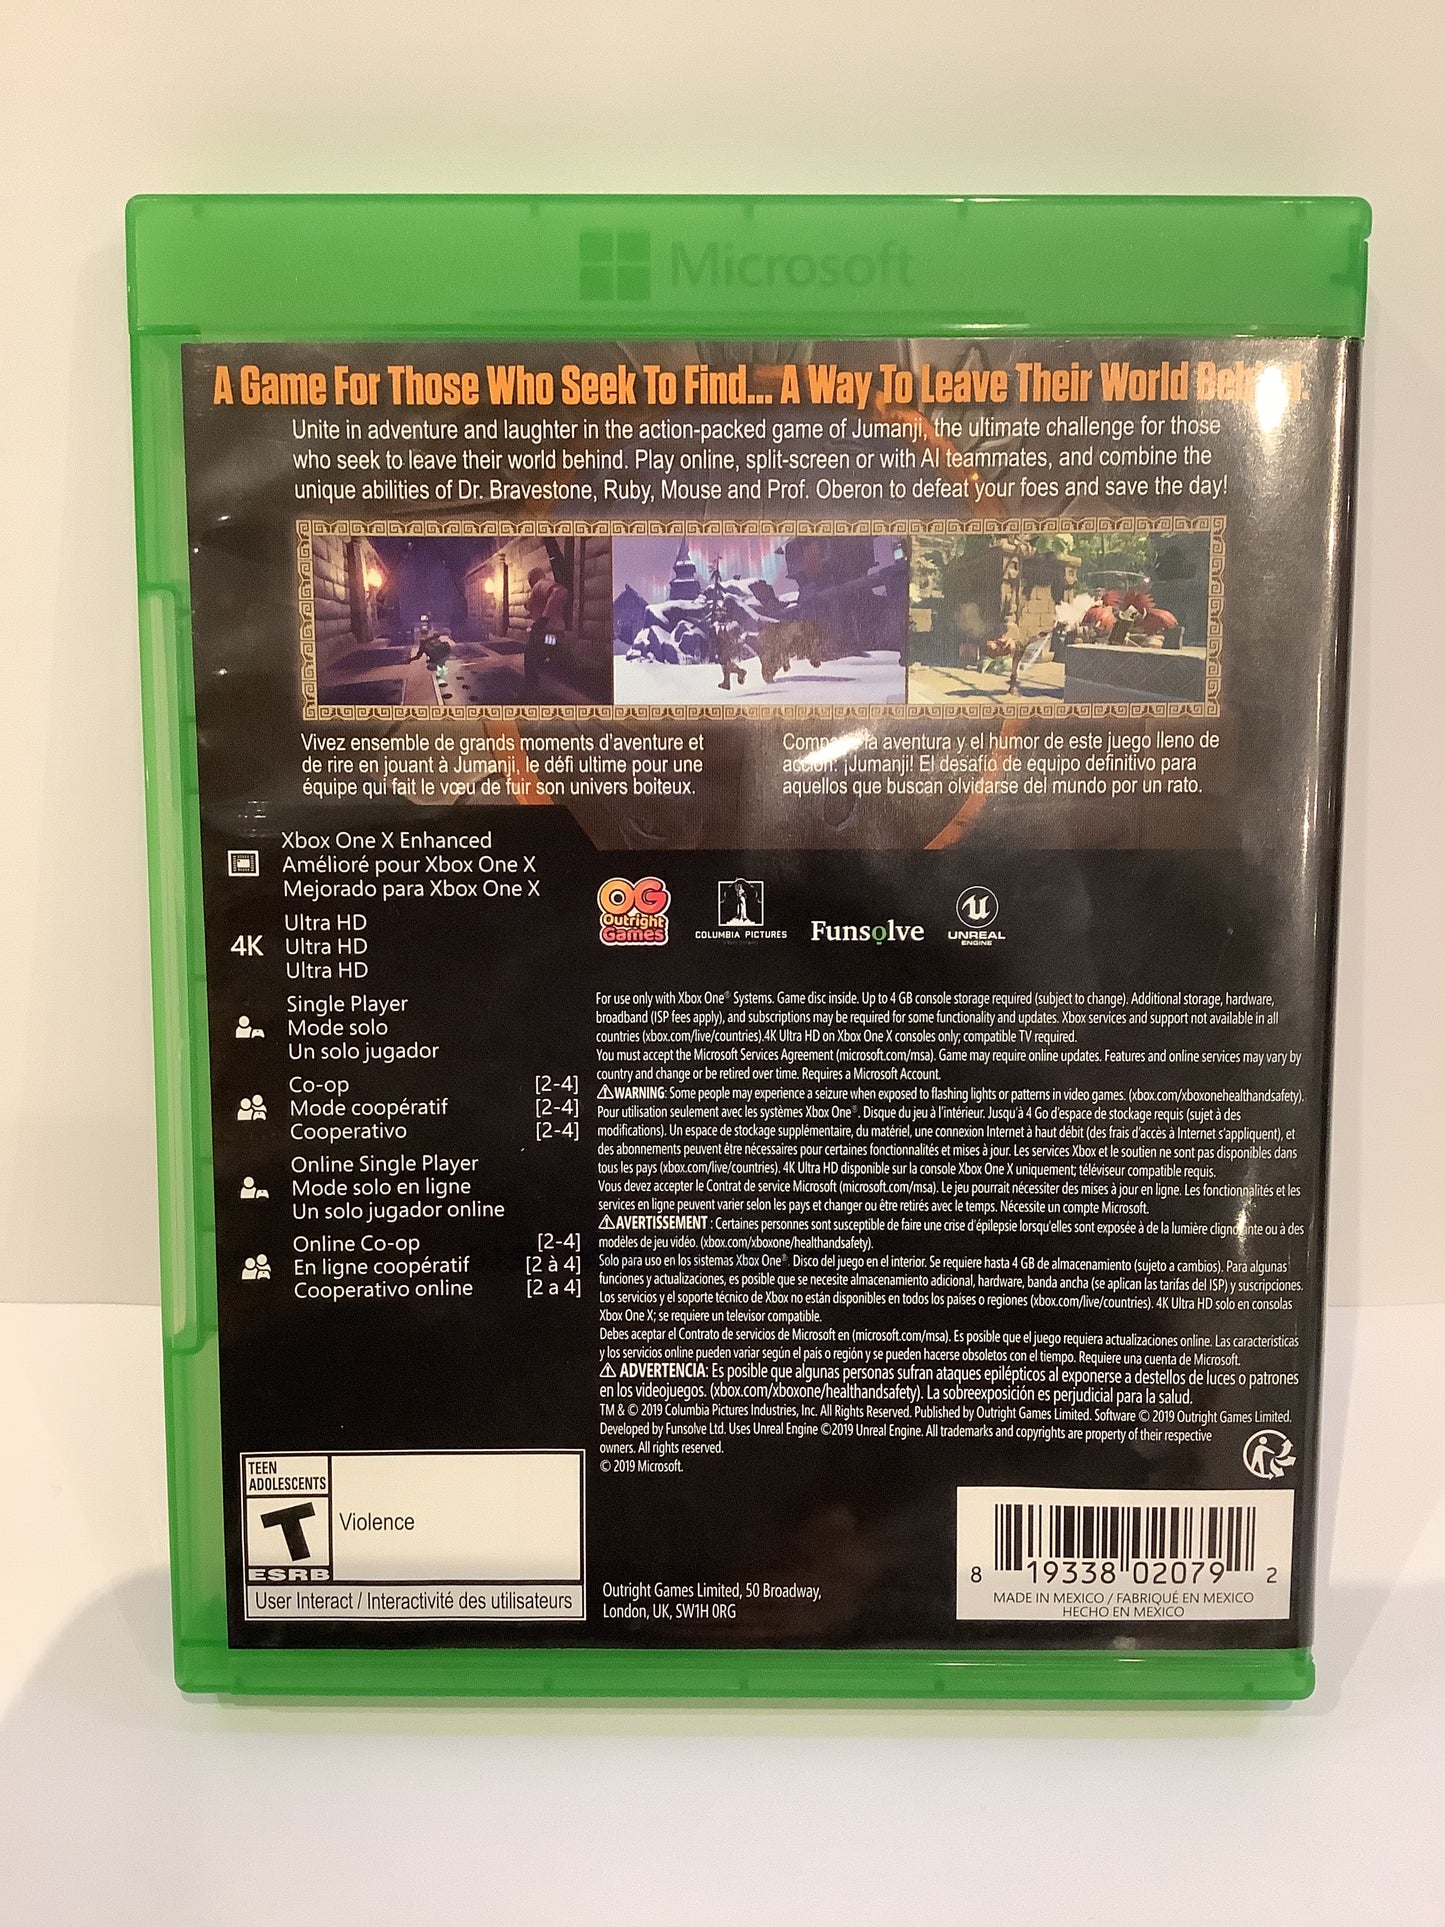 Microsoft
A Game For Those Who Seek To Find... A Way To Leave Their World
Unite in adventure and laughter in the action-packed game of Jumanji, the ultimate challenge for those
who seek to leave their world behind. Play online, split-screen or with AI teammates, and combine the
unique abilities of Dr. Bravestone, Ruby, Mouse and Prof. Oberon to defeat your foes and save the day!
Vivez ensemble de grands moments d'aventure et
de rire en jouant à Jumanji, le défi ultime pour une
équipe qui fait le vœu de fuir son univers boiteux.
la aventura y el humor de este juego lleno de
acción: ¡Jumanji! El desafío de equipo definitivo para
aquellos que buscan olvidarse del mundo por un rato.
Xbox One X Enhanced
Amélioré pour Xbox One X
Mejorado para Xbox One X
4K
Ultra HD
Ultra HD
Ultra HD
Single Player
Mode solo
Un solo jugador
Co-op [2-4]
Mode coopératif [2-4]
Cooperativo [2-4]
Online Single Player
Mode solo en ligne
Un solo jugador online
Online Co-op [2-4]
En ligne coopératif [2 à 4]
Cooperativo online [2 a 4]
OG Outright Games
COLUMBIA PICTURES
Funsolve
UNREAL ENGINE
For use only with Xbox One® Systems. Game disc inside. Up to 4 GB console storage required (subject to change). Additional storage, hardware,
broadband (ISP fees apply), and subscriptions may be required for some functionality and updates. Xbox services and support not available in all
countries (xbox.com/live/countries).4K Ultra HD on Xbox One X consoles only; compatible TV required.
You must accept the Microsoft Services Agreement (microsoft.com/msa). Game may require online updates. Features and online services may vary by
country and change or be retired over time. Requires a Microsoft Account.
⚠WARNING: Some people may experience a seizure when exposed to flashing lights or patterns in video games. (xbox.com/xboxonehealthandsafety).
Pour utilisation seulement avec les systèmes Xbox One®. Disque du jeu à l'intérieur. Jusqu'à 4 Go d'espace de stockage requis (sujet à des
modifications). Un espace de stockage supplémentaire, du matériel, une connexion Internet à haut débit (des frais d'accès à Internet s'appliquent), et
des abonnements peuvent être nécessaires pour certaines fonctionnalités et mises à jour. Les services Xbox et le soutien ne sont pas disponibles dans
tous les pays (xbox.com/live/countries). 4K Ultra HD disponible sur la console Xbox One X uniquement; téléviseur compatible requis.
Vous devez accepter le Contrat de service Microsoft (microsoft.com/msa). Le jeu pourrait nécessiter des mises à jour en ligne. Les fonctionnalités et les
services en ligne peuvent varier selon les pays et changer ou être retirés avec le temps. Nécessite un compte Microsoft.
⚠AVERTISSEMENT : Certaines personnes sont susceptible de faire une crise d'épilepsie lorsqu'elles sont exposée à de la lumière clignotante ou à des
modèles de jeu vidéo. (xbox.com/xboxone/healthandsafety).
Solo para uso en los sistemas Xbox One®. Disco del juego en el interior. Se requiere hasta 4 GB de almacenamiento (sujeto a cambios). Para algunas
funciones y actualizaciones, es posible que se necesite almacenamiento adicional, hardware, banda ancha (se aplican las tarifas del ISP) y suscripciones.
Los servicios y el soporte técnico de Xbox no están disponibles en todos los países o regiones (xbox.com/live/countries). 4K Ultra HD solo en consolas
Xbox One X; se requiere un televisor compatible.
Debes aceptar el Contrato de servicios de Microsoft en (microsoft.com/msa). Es posible que el juego requiera actualizaciones online. Las características
y los servicios online pueden variar según el país o región y se pueden hacerse obsoletos con el tiempo. Requiere una cuenta de Microsoft.
⚠ ADVERTENCIA: Es posible que algunas personas sufran ataques epilépticos al exponerse a destellos de luces o patrones
en los videojuegos. (xbox.com/xboxone/healthandsafety). La sobreexposición es perjudicial para la salud.
TM & © 2019 Columbia Pictures Industries, Inc. All Rights Reserved. Published by Outright Games Limited. Software © 2019 Outright Games Limited.
Developed by Funsolve Ltd. Uses Unreal Engine ©2019 Unreal Engine. All trademarks and copyrights are property of their respective
owners. All rights reserved.
© 2019 Microsoft.
TEEN
ADOLESCENTS
T
ESRB
Violence
User Interact / Interactivité des utilisateurs
Outright Games Limited, 50 Broadway,
London, UK, SW1H 0RG
8 19338 02079 2
MADE IN MEXICO / FABRIQUÉ EN MEXICO
HECHO EN MEXICO